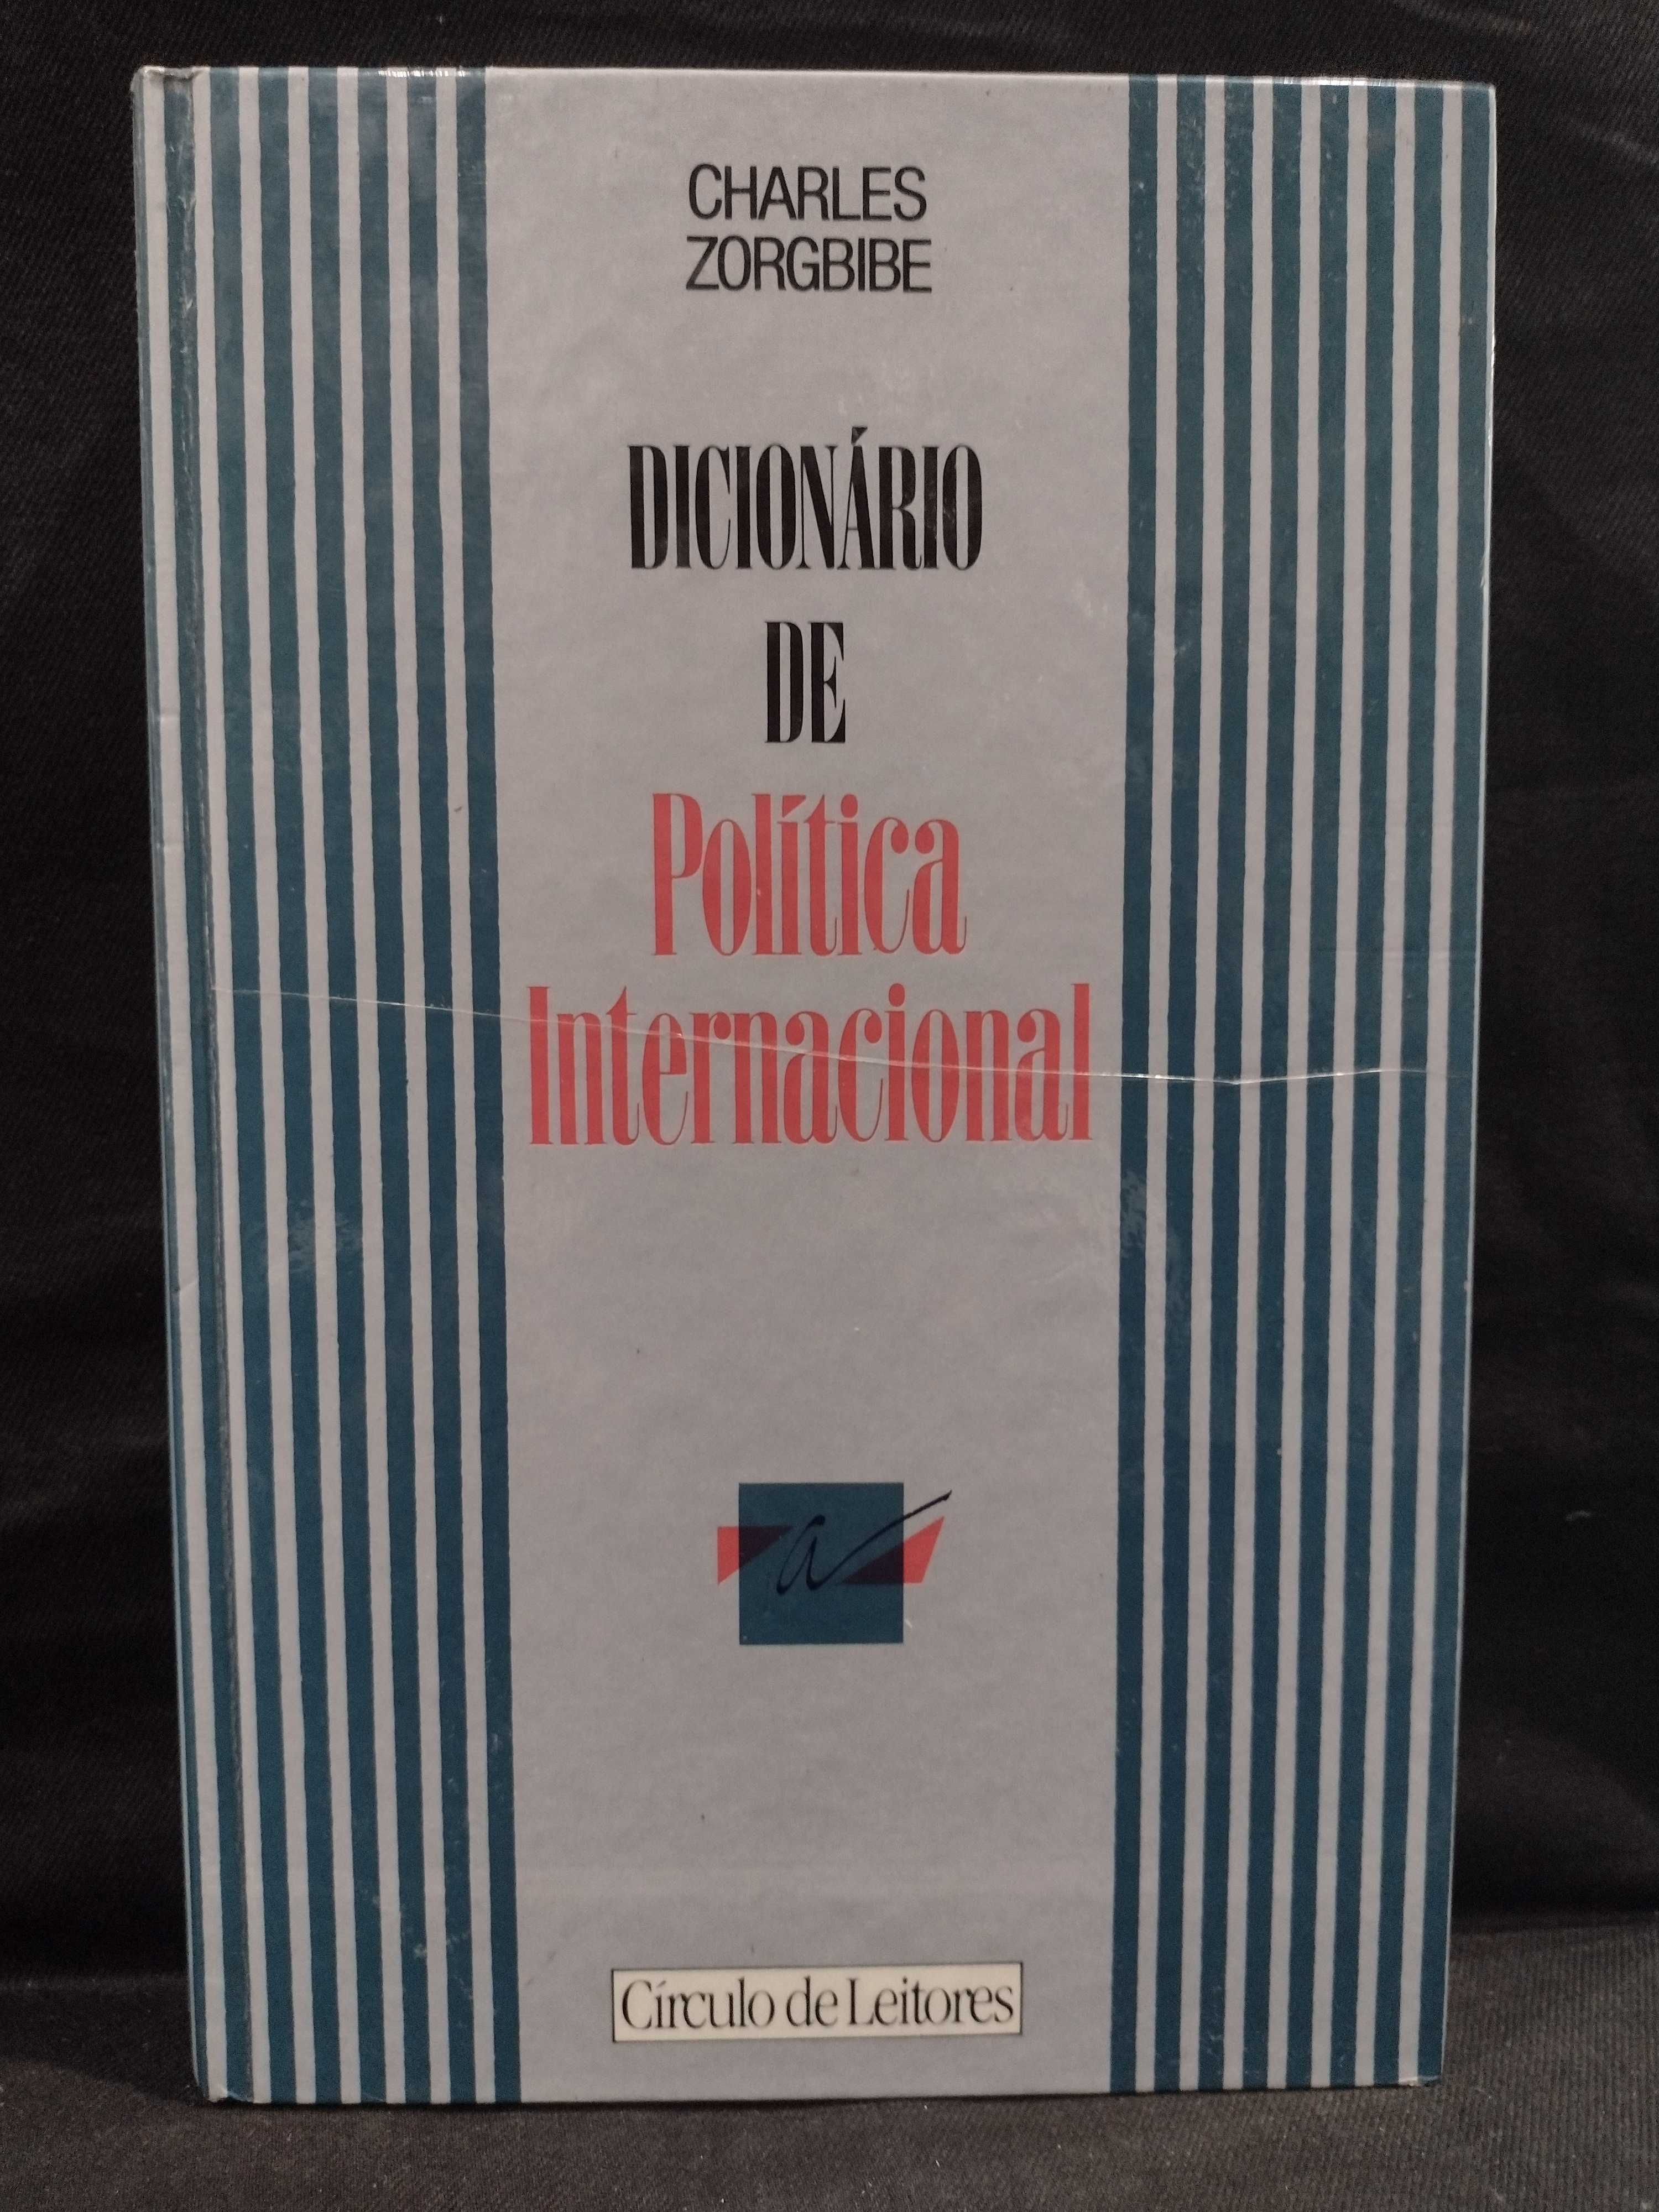 CHARLES
ZORGBIBE
DICIONÁRIO
DE
Política
Internacional
a
Círculo de Leitores